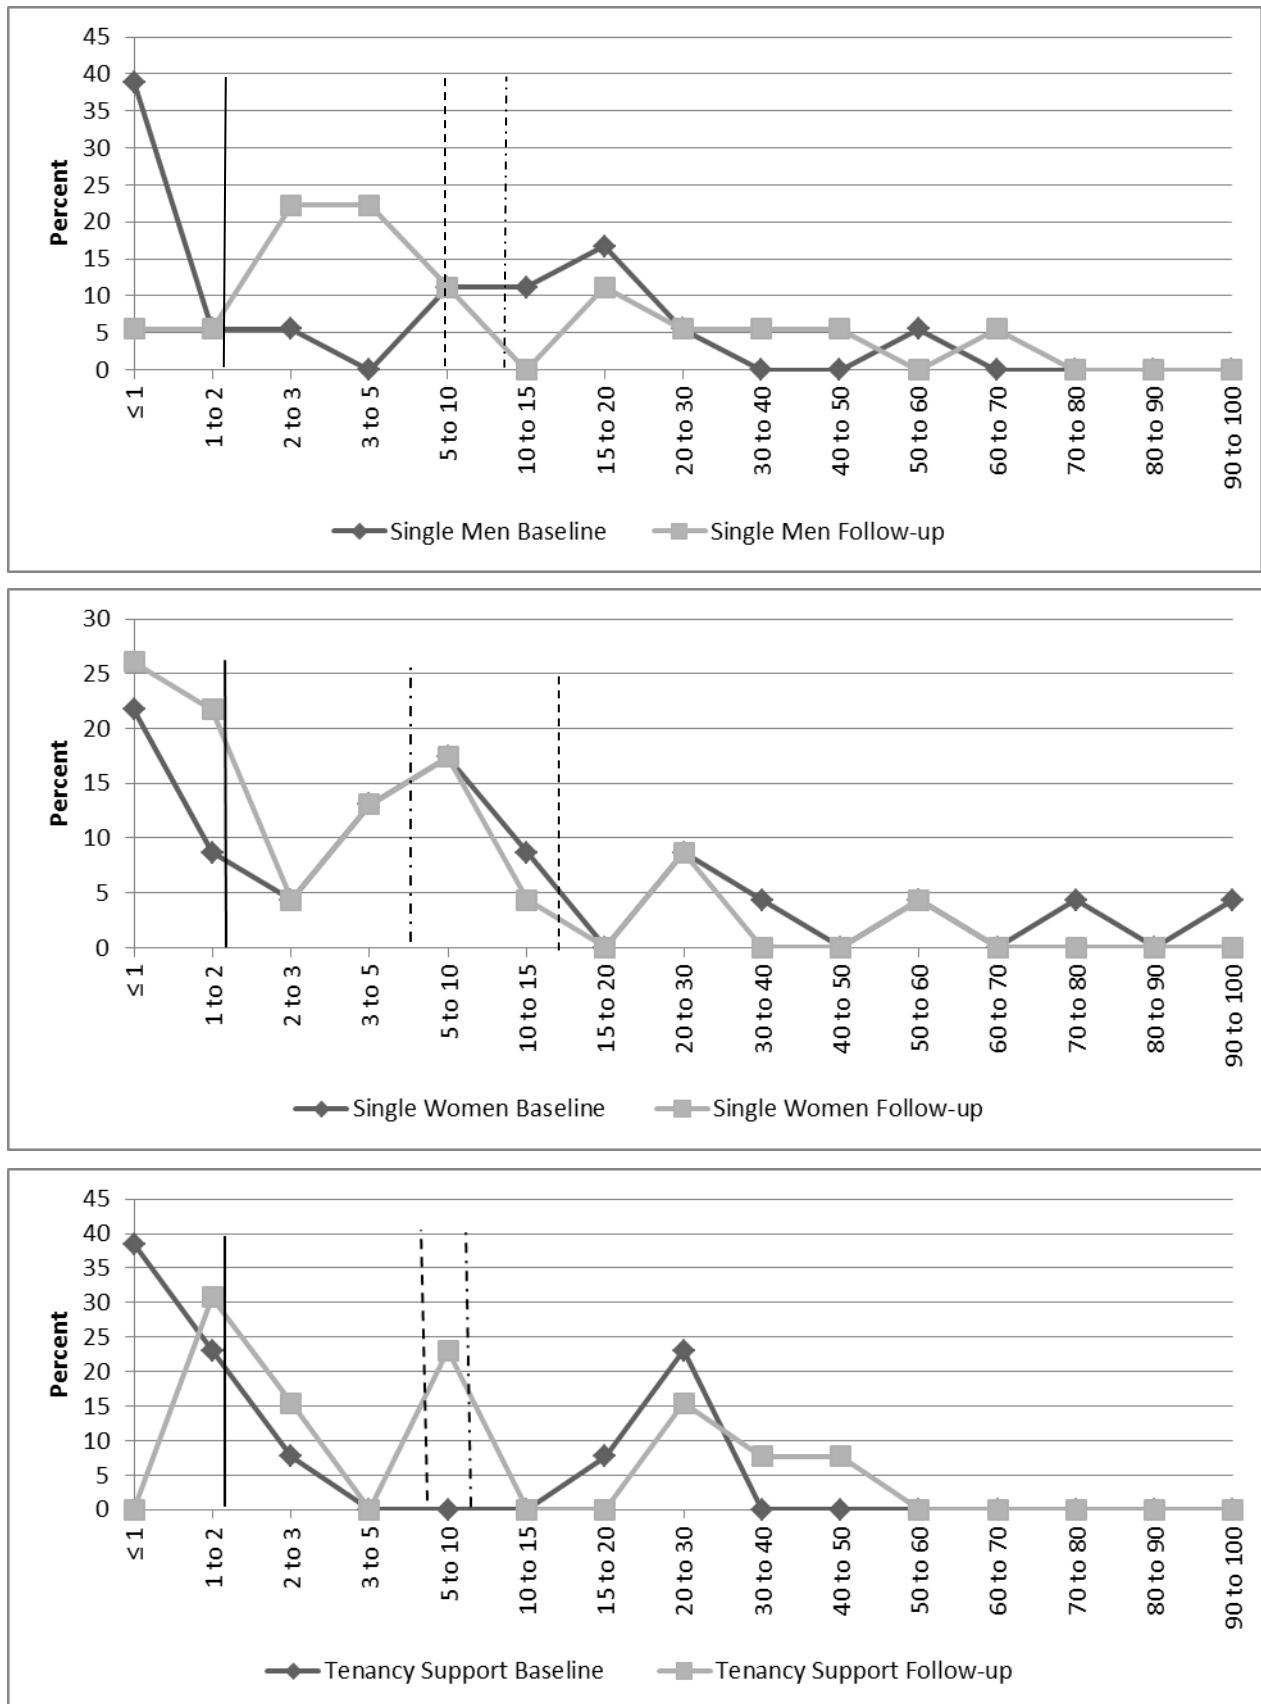 45
40
35
30
25
20
15
10
5
0
Percent
≤ 1
1 to 2
2 to 3
3 to 5
5 to 10
10 to 15
15 to 20
20 to 30
30 to 40
40 to 50
50 to 60
60 to 70
70 to 80
80 to 90
90 to 100
Single Men Baseline Single Men Follow-up
30
25
20
15
10
5
0
Percent
≤ 1
1 to 2
2 to 3
3 to 5
5 to 10
10 to 15
15 to 20
20 to 30
30 to 40
40 to 50
50 to 60
60 to 70
70 to 80
80 to 90
90 to 100
Single Women Baseline Single Women Follow-up
45
40
35
30
25
20
15
10
5
0
Percent
≤ 1
1 to 2
2 to 3
3 to 5
5 to 10
10 to 15
15 to 20
20 to 30
30 to 40
40 to 50
50 to 60
60 to 70
70 to 80
80 to 90
90 to 100
Tenancy Support Baseline Tenancy Support Follow-up